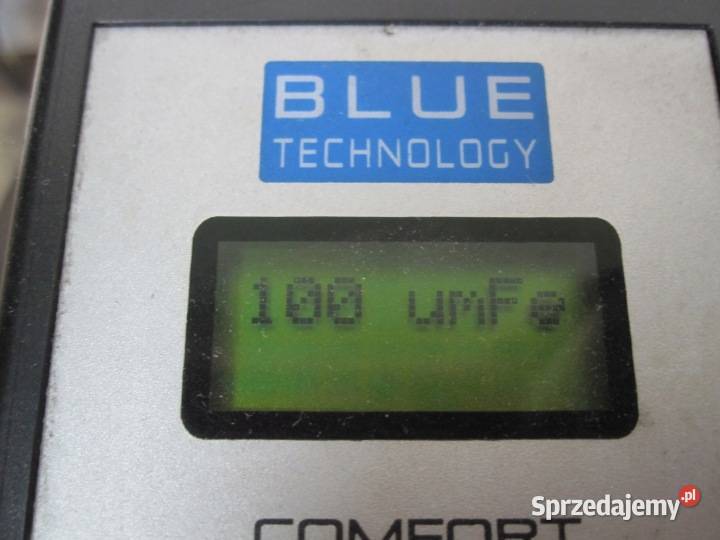 BLUE
TECHNOLOGY
100 umFe
COMFORT
Sprzedajemy.pl